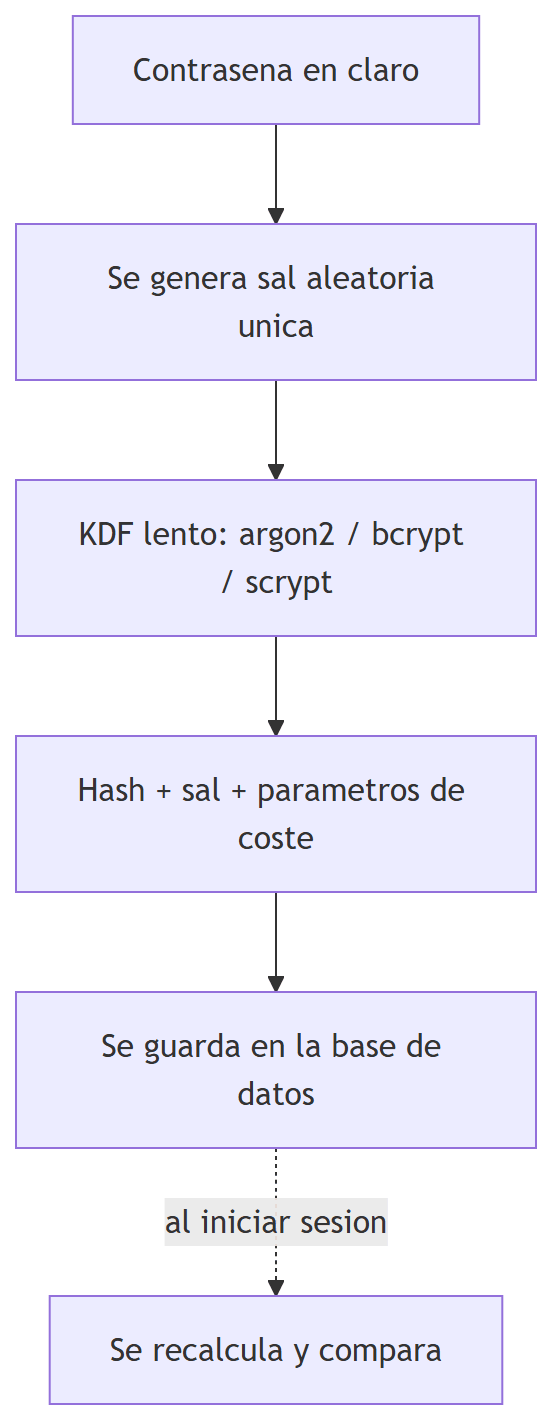 Contrasena en claro
Se genera sal aleatoria
unica
KDF lento: argon2 / bcrypt
/ scrypt
Hash + sal + parametros de
coste
Se guarda en la base de
datos
al iniciar sesion
Se recalcula y compara